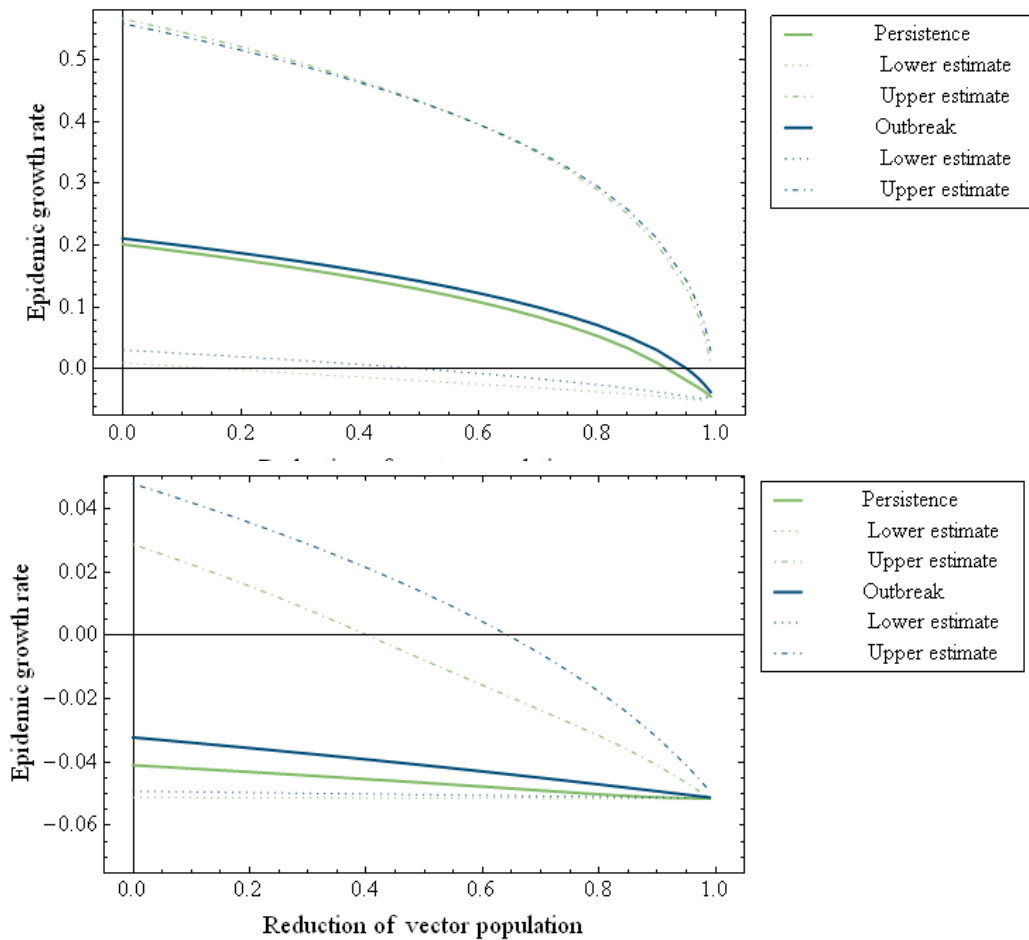 Epidemic growth rate
0.5
0.4
0.3
0.2
0.1
0.0
0.0 0.2 0.4 0.6 0.8 1.0
Persistence
Lower estimate
Upper estimate
Outbreak
Lower estimate
Upper estimate
Epidemic growth rate
0.04
0.02
0.00
−0.02
−0.04
−0.06
0.0 0.2 0.4 0.6 0.8 1.0
Reduction of vector population
Persistence
Lower estimate
Upper estimate
Outbreak
Lower estimate
Upper estimate